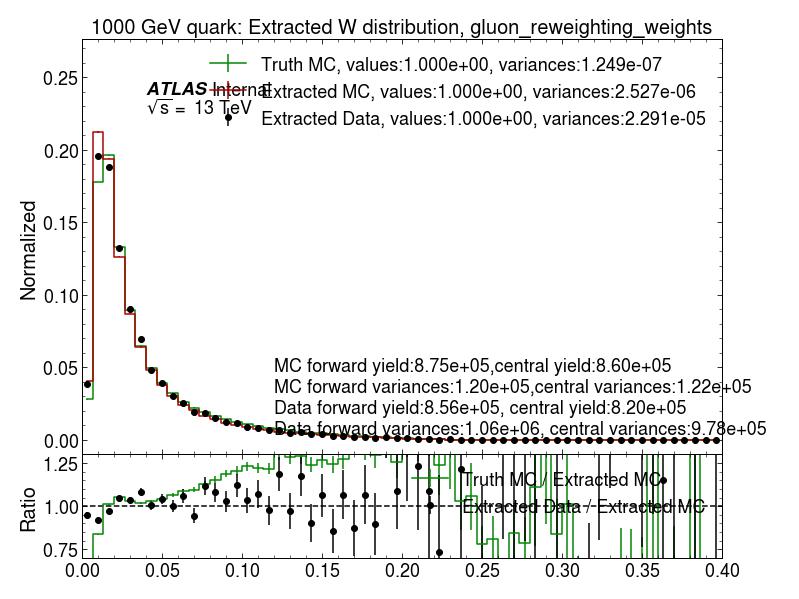 1000 GeV quark: Extracted W distribution, gluon_reweighting_weights
Truth MC, values:1.000e+00, variances:1.249e-07
ATLAS Internal
Extracted MC, values:1.000e+00, variances:2.527e-06
√s = 13 TeV
Extracted Data, values:1.000e+00, variances:2.291e-05
Normalized
0.25
0.20
0.15
0.10
0.05
0.00
MC forward yield:8.75e+05,central yield:8.60e+05
MC forward variances:1.20e+05,central variances:1.22e+05
Data forward yield:8.56e+05, central yield:8.20e+05
Data forward variances:1.06e+06, central variances:9.78e+05
Ratio
1.25
1.00
0.75
Truth MC / Extracted MC
Extracted Data / Extracted MC
0.00 0.05 0.10 0.15 0.20 0.25 0.30 0.35 0.40